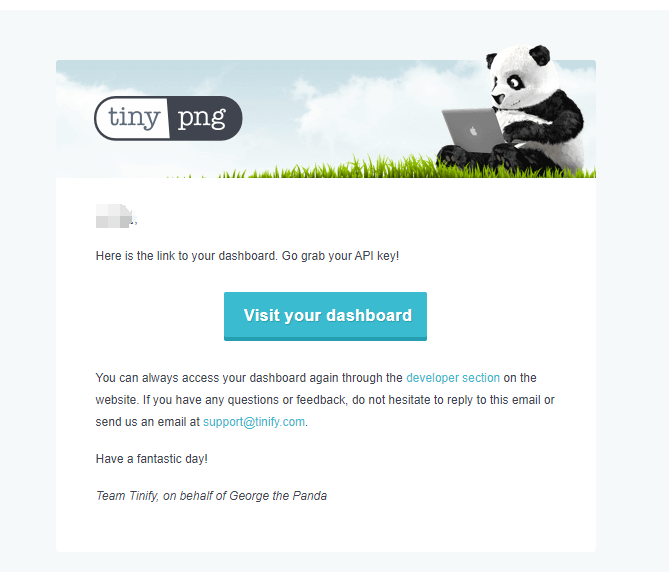 tiny png
Here is the link to your dashboard. Go grab your API key!
Visit your dashboard
You can always access your dashboard again through the developer section on the
website. If you have any questions or feedback, do not hesitate to reply to this email or
send us an email at support@tinify.com.
Have a fantastic day!
Team Tinify, on behalf of George the Panda